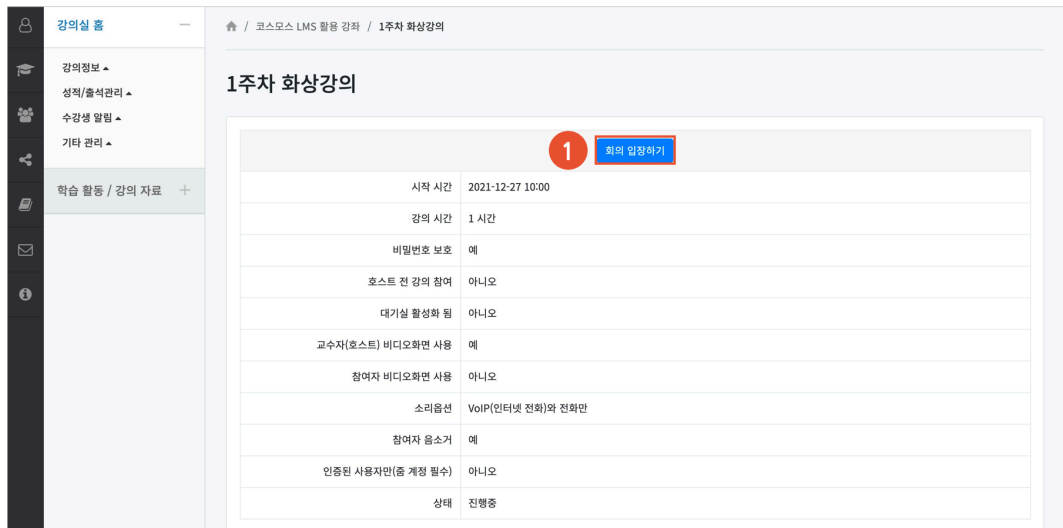 강의실 홈
코스모스 LMS 활용 강좌 / 1주차 화상강의
강의정보
성적/출석관리
수강생 알림
기타 관리
학습 활동 / 강의 자료
1주차 화상강의
1 회의 입장하기
시작 시간 2021-12-27 10:00
강의 시간 1 시간
비밀번호 보호 예
호스트 전 강의 참여 아니오
대기실 활성화 됨 아니오
교수자(호스트) 비디오화면 사용 예
참여자 비디오화면 사용 아니오
소리옵션 VoIP(인터넷 전화)와 전화만
참여자 음소거 예
인증된 사용자만(줌 계정 필수) 아니오
상태 진행중